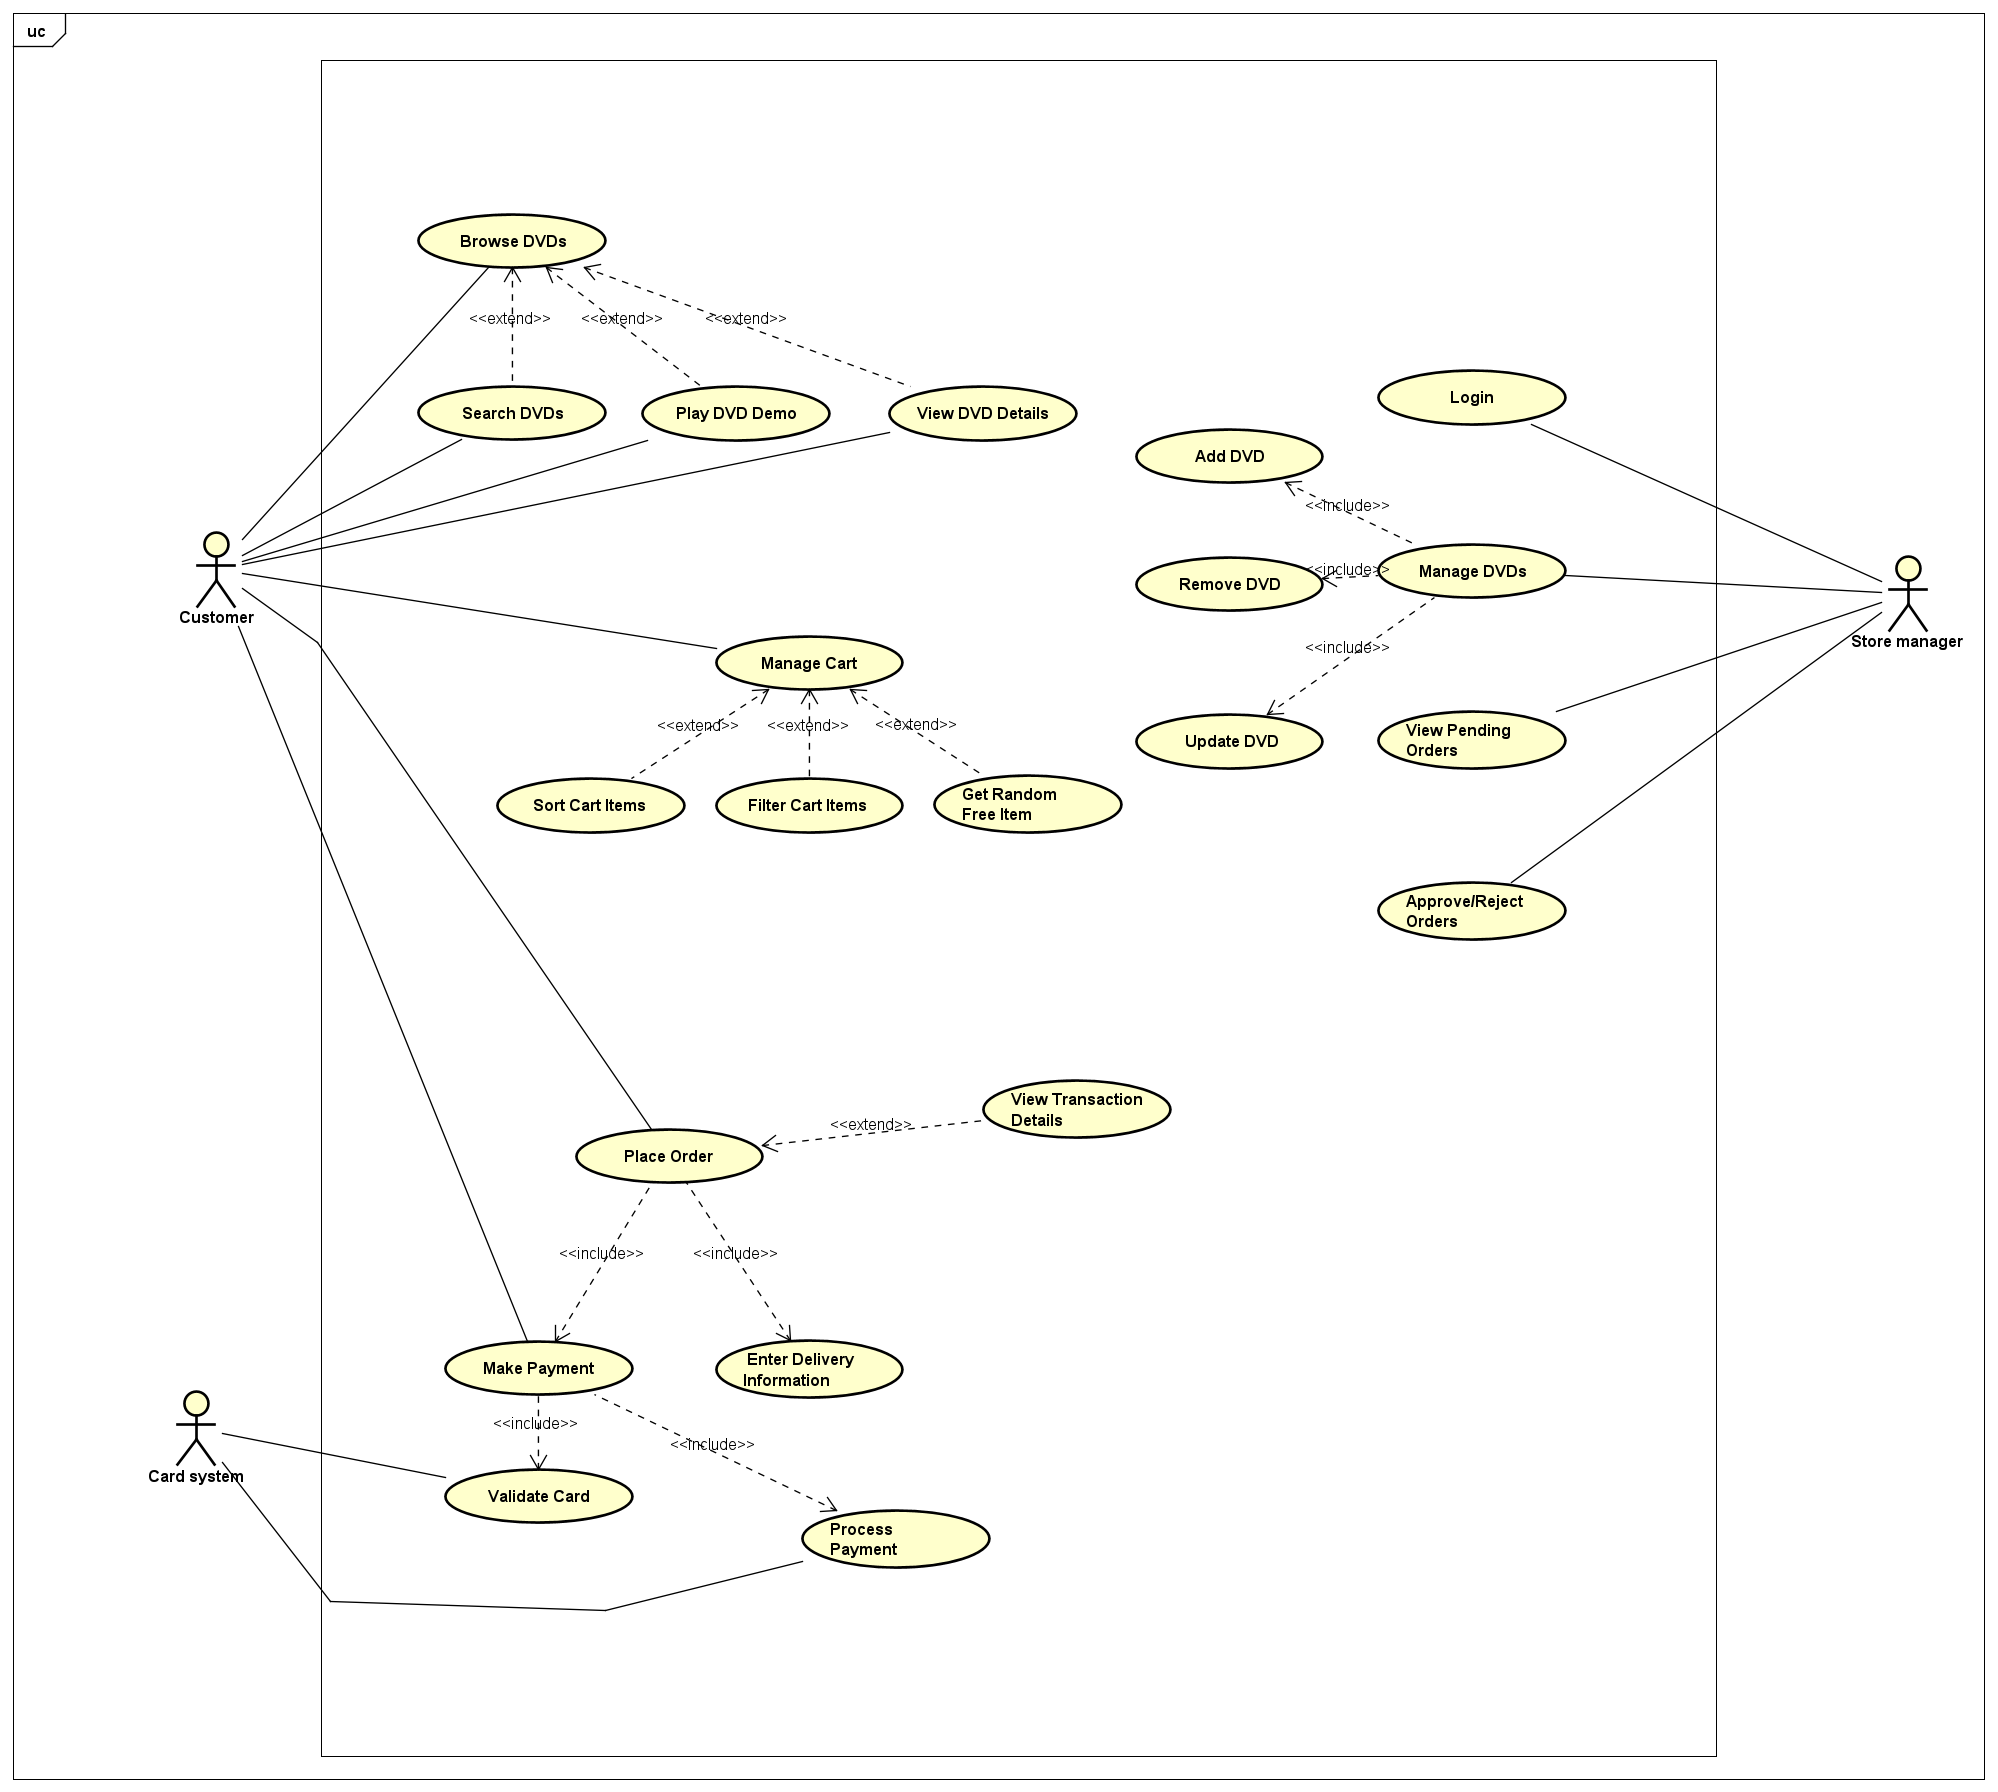 uc
Browse DVDs
<<extend>>
<<extend>>
<<extend>>
Search DVDs
Play DVD Demo
View DVD Details
Login
Add DVD
<<include>>
Customer
Remove DVD
<<include>>
Manage DVDs
Store manager
<<include>>
Manage Cart
<<extend>>
<<extend>>
<<extend>>
Update DVD
View Pending
Orders
Sort Cart Items
Filter Cart Items
Get Random
Free Item
Approve/Reject
Orders
View Transaction
Details
<<extend>>
Place Order
<<include>>
<<include>>
Make Payment
Enter Delivery
Information
<<include>>
<<include>>
Card system
Validate Card
Process
Payment